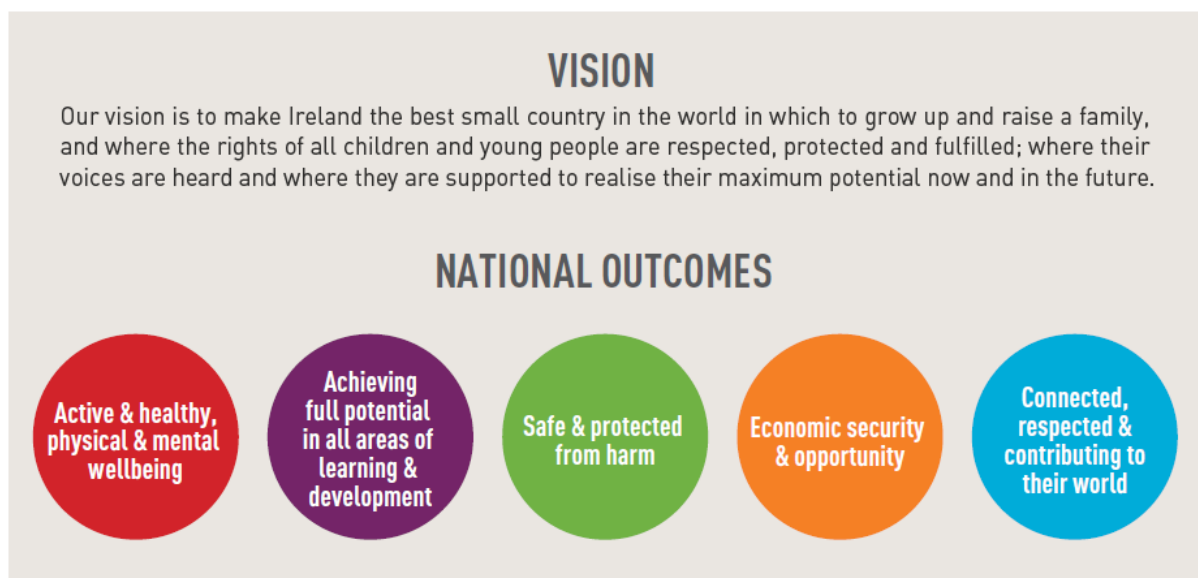 VISION
Our vision is to make Ireland the best small country in the world in which to grow up and raise a family,
and where the rights of all children and young people are respected, protected and fulfilled; where their
voices are heard and where they are supported to realise their maximum potential now and in the future.
NATIONAL OUTCOMES
Active & healthy,
physical & mental
wellbeing
Achieving
full potential
in all areas of
learning &
development
Safe & protected
from harm
Economic security
& opportunity
Connected,
respected &
contributing to
their world